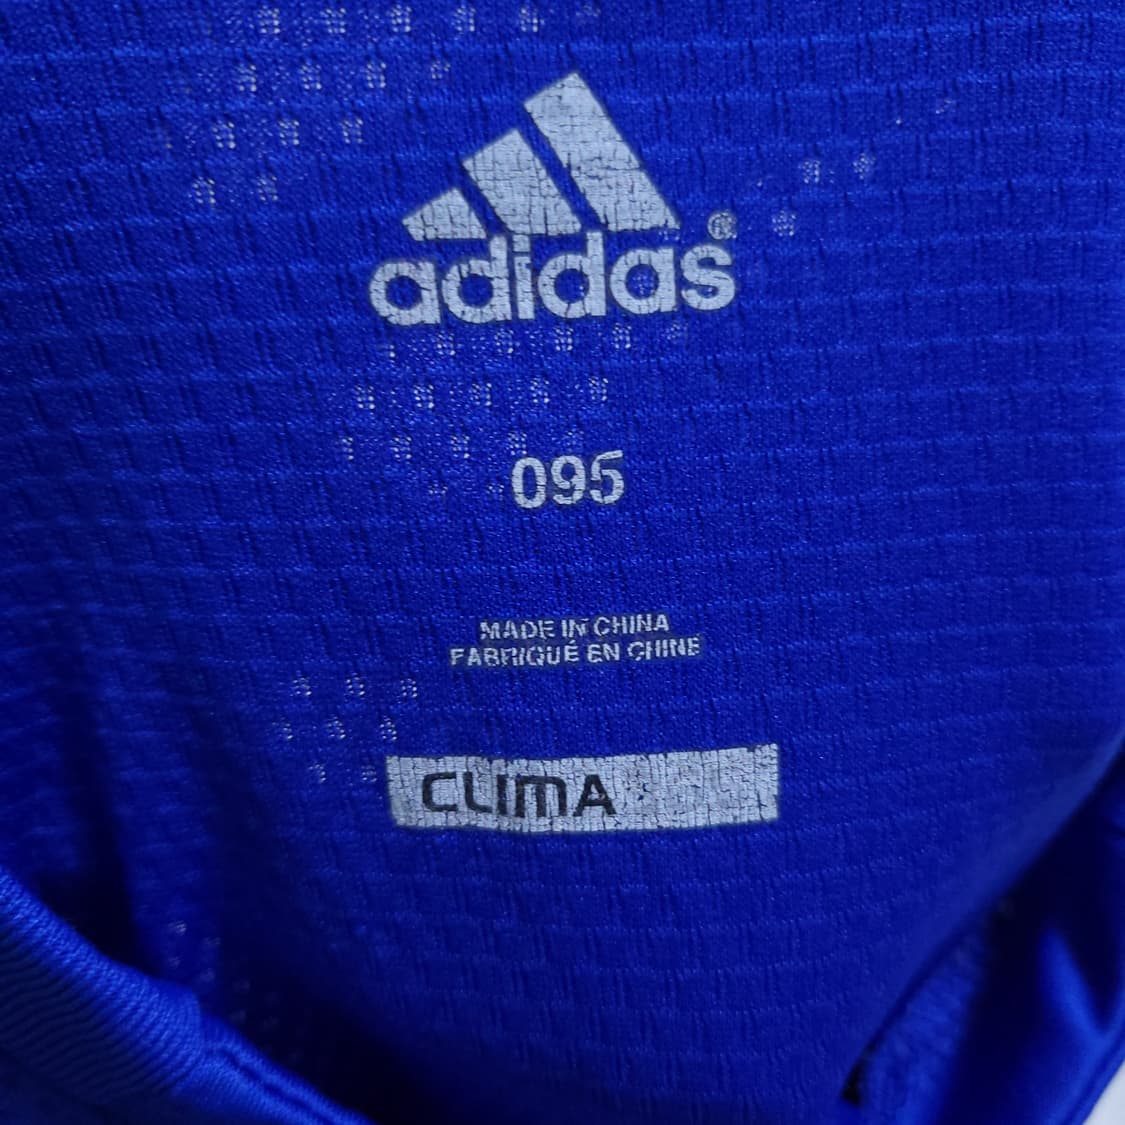 adidas®
095
MADE IN CHINA
FABRIQUÉ EN CHINE
CLIMA